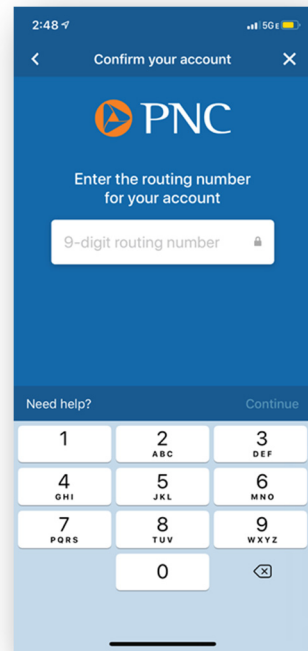 2:48
5GE
Confirm your account
PNC
Enter the routing number
for your account
9-digit routing number
Need help?
Continue
1
2
ABC
3
DEF
4
GHI
5
JKL
6
MNO
7
PQRS
8
TUV
9
WXYZ
0